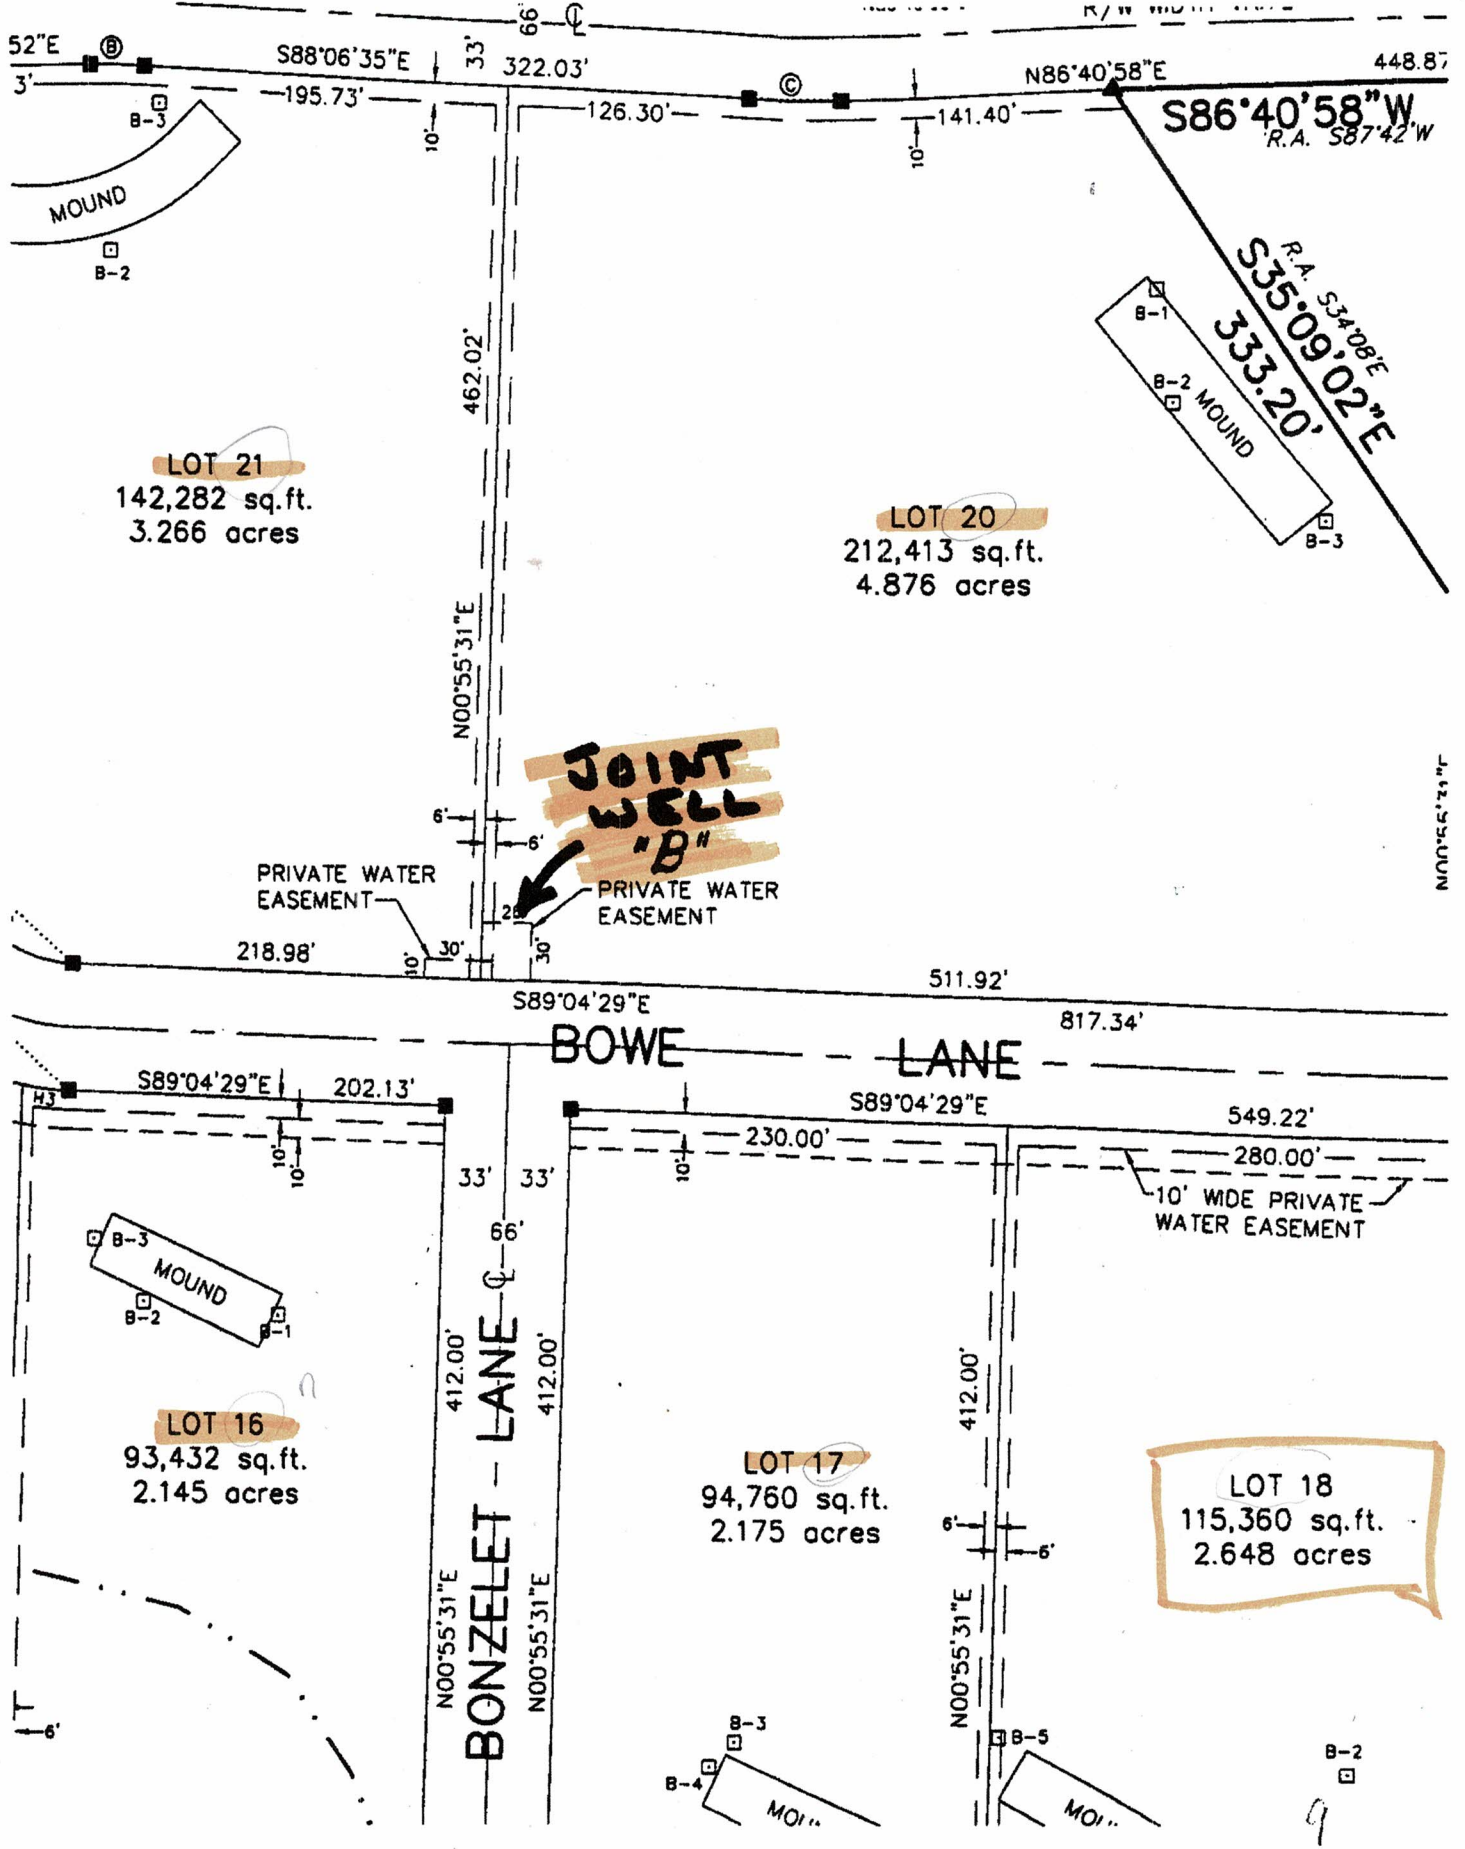 66'
℄
52"E
Ⓑ
S88°06'35"E
33'
322.03'
Ⓒ
N86°40'58"E
448.87
3'
195.73'
126.30'
141.40'
S86°40'58"W
R.A. S87°42'W
B-3
10'
10'
MOUND
B-2
R.A. S34°08'E
S35°09'02"E
333.20'
B-1
B-2
MOUND
B-3
462.02'
LOT 21
142,282 sq.ft.
3.266 acres
LOT 20
212,413 sq.ft.
4.876 acres
N00°55'31"E
JOINT
WELL
"B"
6'
6'
PRIVATE WATER
EASEMENT
PRIVATE WATER
EASEMENT
218.98'
10'
30'
30'
511.92'
S89°04'29"E
817.34'
BOWE LANE
S89°04'29"E
202.13'
S89°04'29"E
549.22'
H3
10'
10'
230.00'
10'
280.00'
10' WIDE PRIVATE
WATER EASEMENT
33'
33'
66'
℄
B-3
MOUND
B-2
B-1
412.00'
412.00'
412.00'
BONZELET LANE
LOT 16
93,432 sq.ft.
2.145 acres
LOT 17
94,760 sq.ft.
2.175 acres
LOT 18
115,360 sq.ft.
2.648 acres
6'
6'
N00°55'31"E
N00°55'31"E
N00°55'31"E
6'
B-3
B-4
B-5
B-2
9